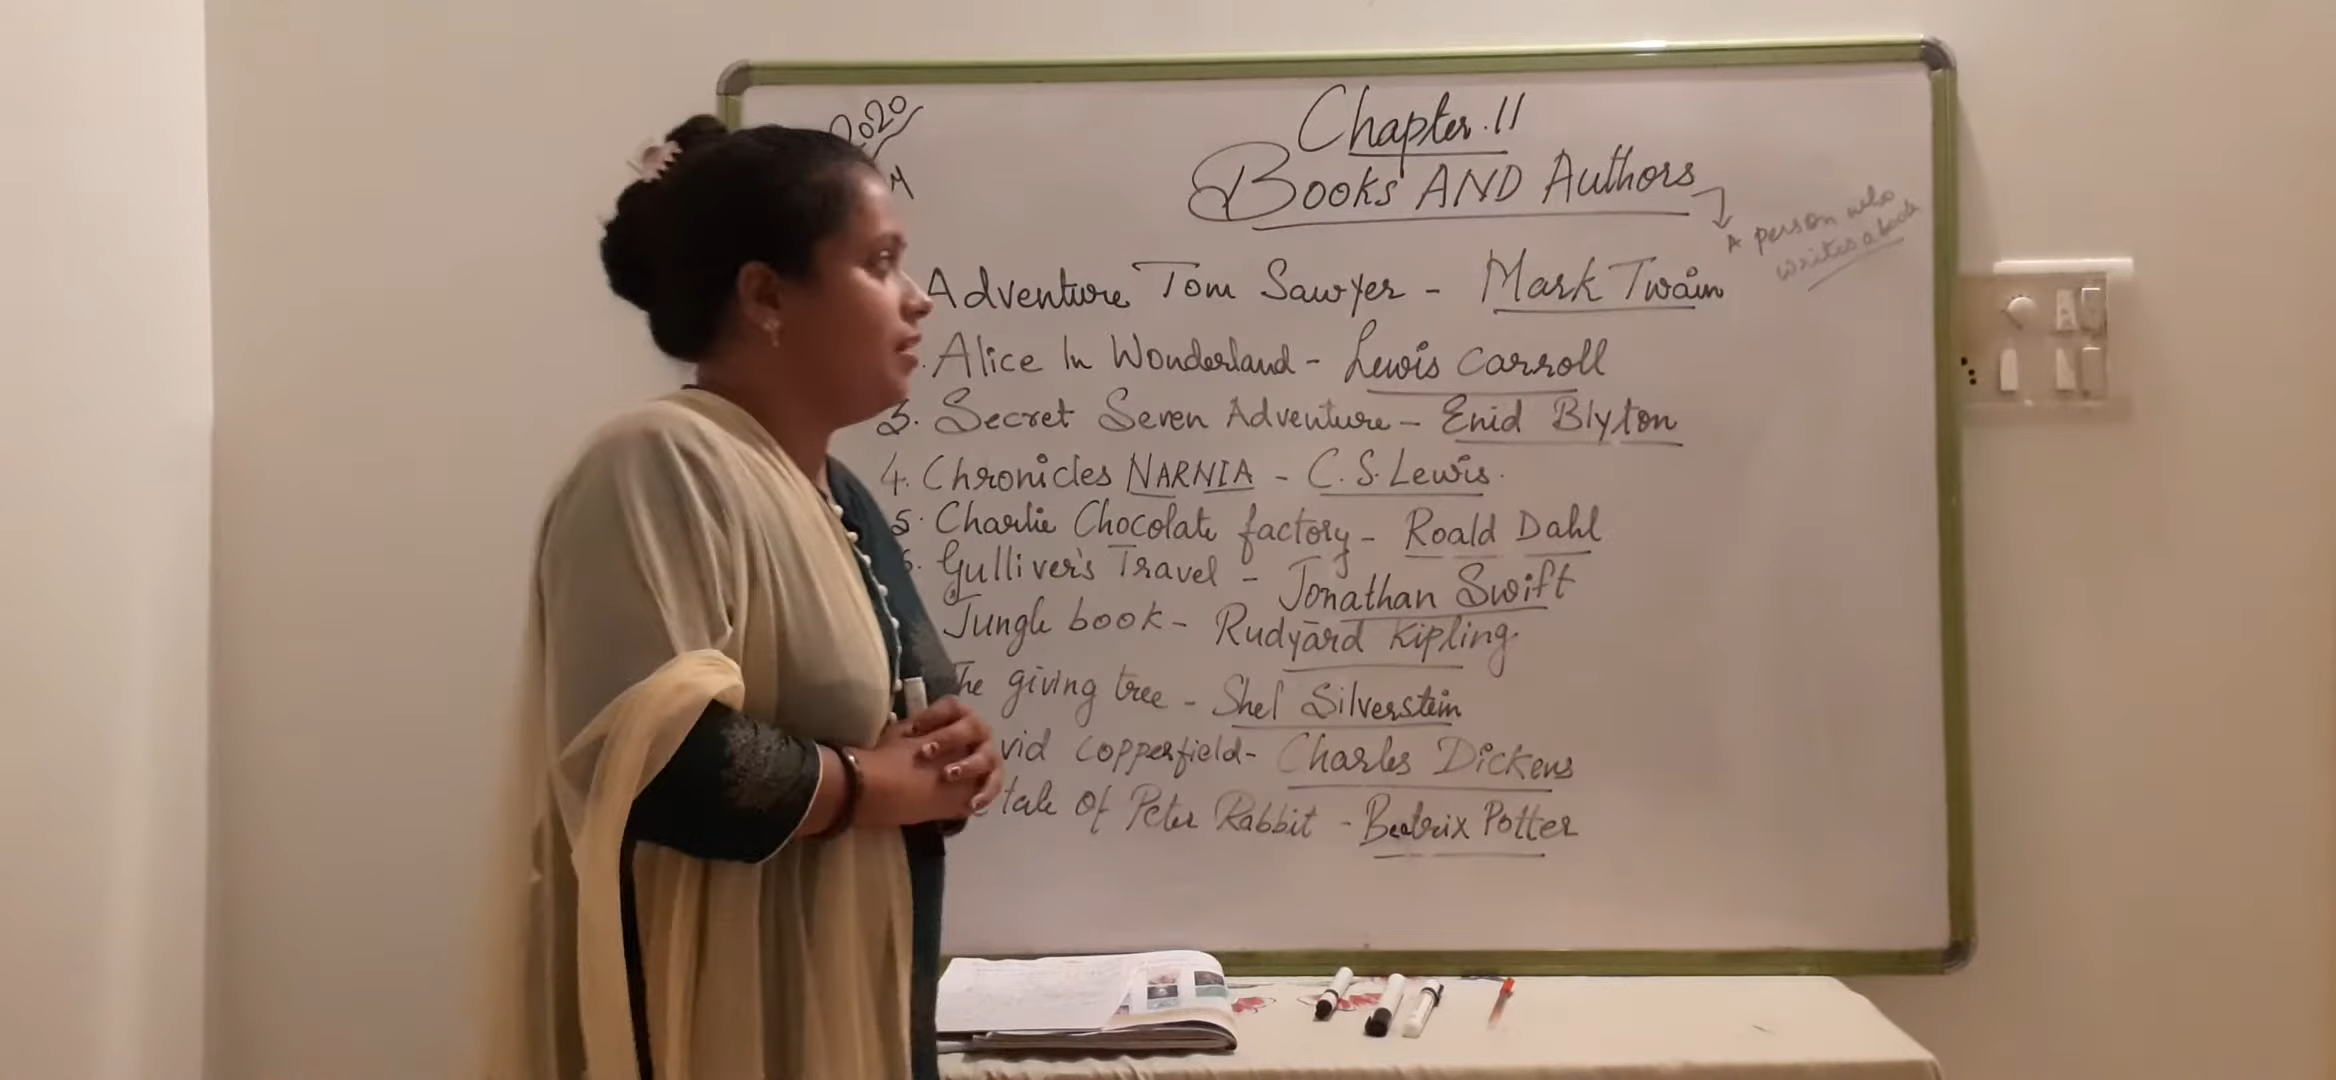 2020
M
Chapter.11
Books AND Authors
A person who
writes a book
Adventure Tom Sawyer - Mark Twain
. Alice In Wonderland - Lewis Carroll
3. Secret Seven Adventure - Enid Blyton
4. Chronicles NARNIA - C.S. Lewis.
5. Charlie Chocolate factory - Roald Dahl
6. Gulliver's Travel - Jonathan Swift
Jungle book - Rudyard Kipling
The giving tree - Shel Silverstein
vid Copperfield - Charles Dickens
e tale Of Peter Rabbit - Beatrix Potter